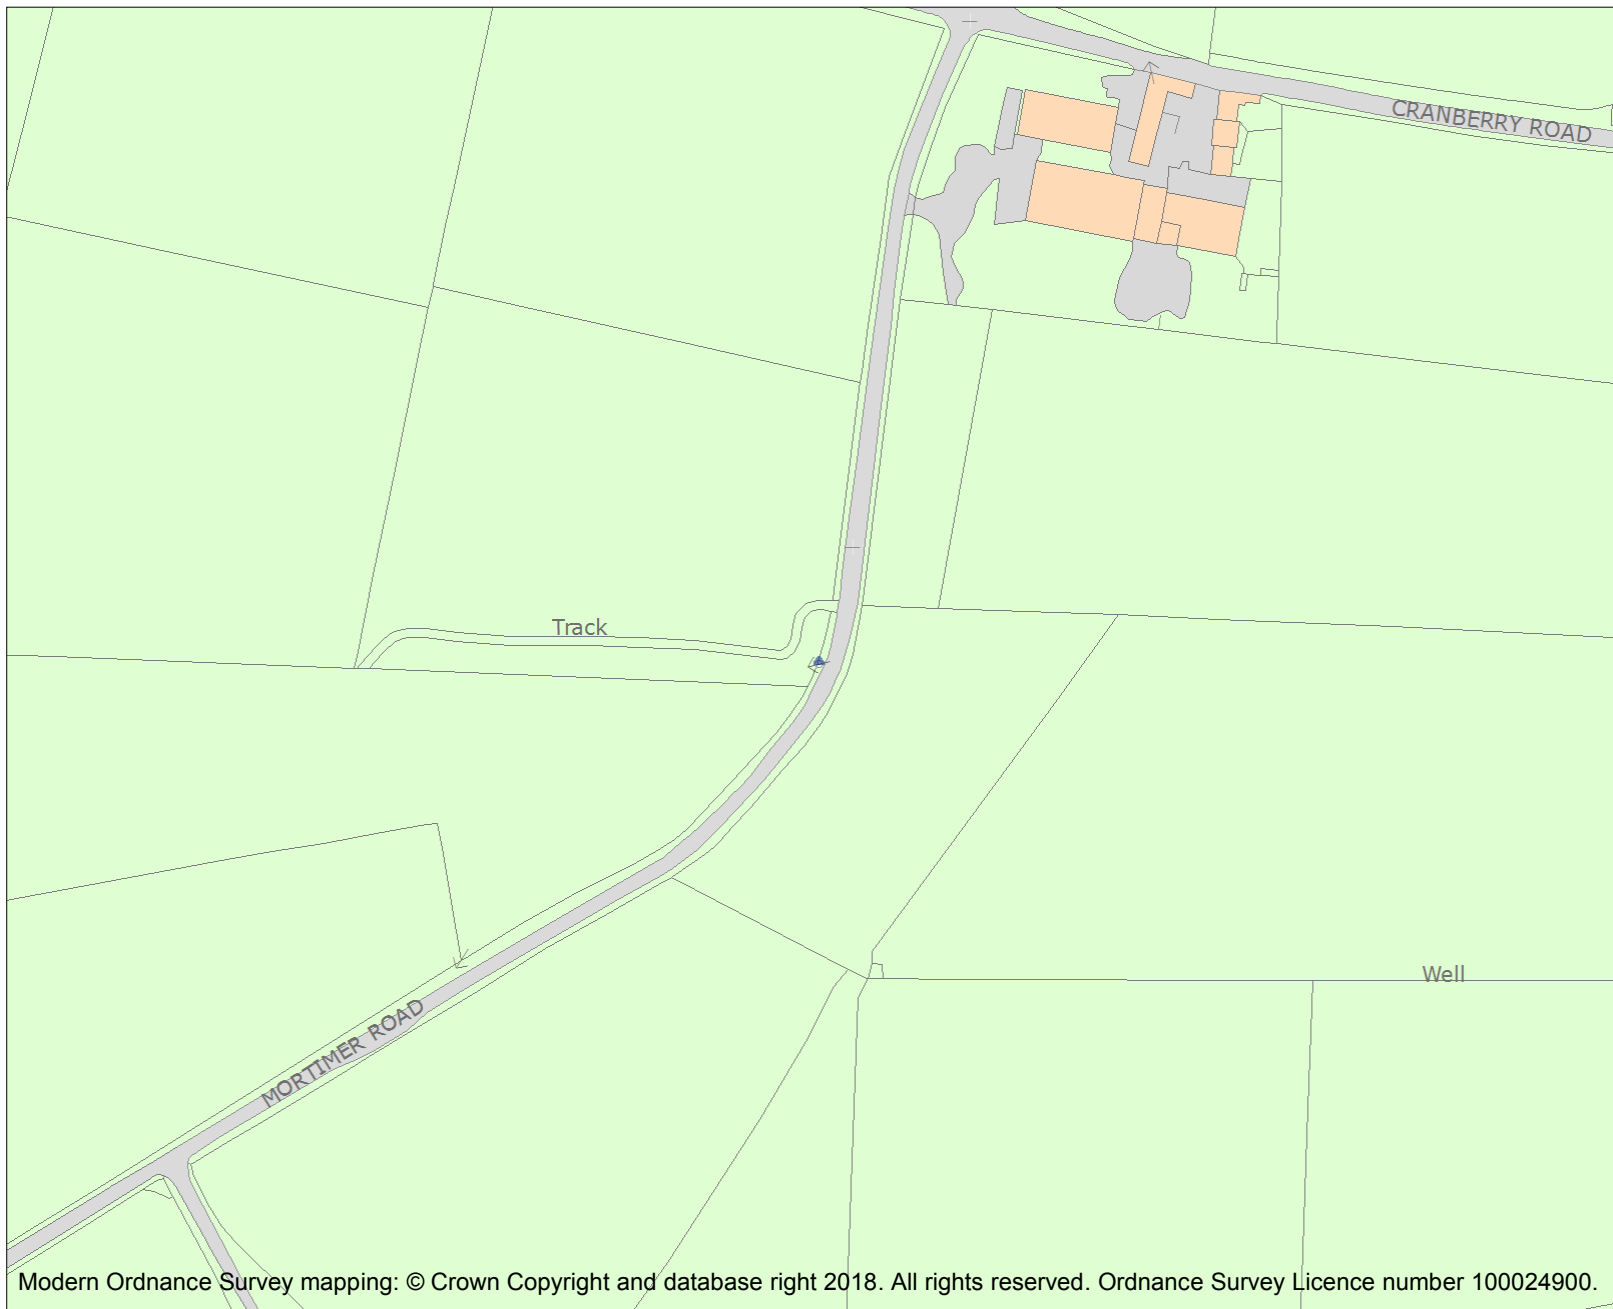 CRANBERRY ROAD
Track
Well
MORTIMER ROAD
Modern Ordnance Survey mapping: © Crown Copyright and database right 2018. All rights reserved. Ordnance Survey Licence number 100024900.